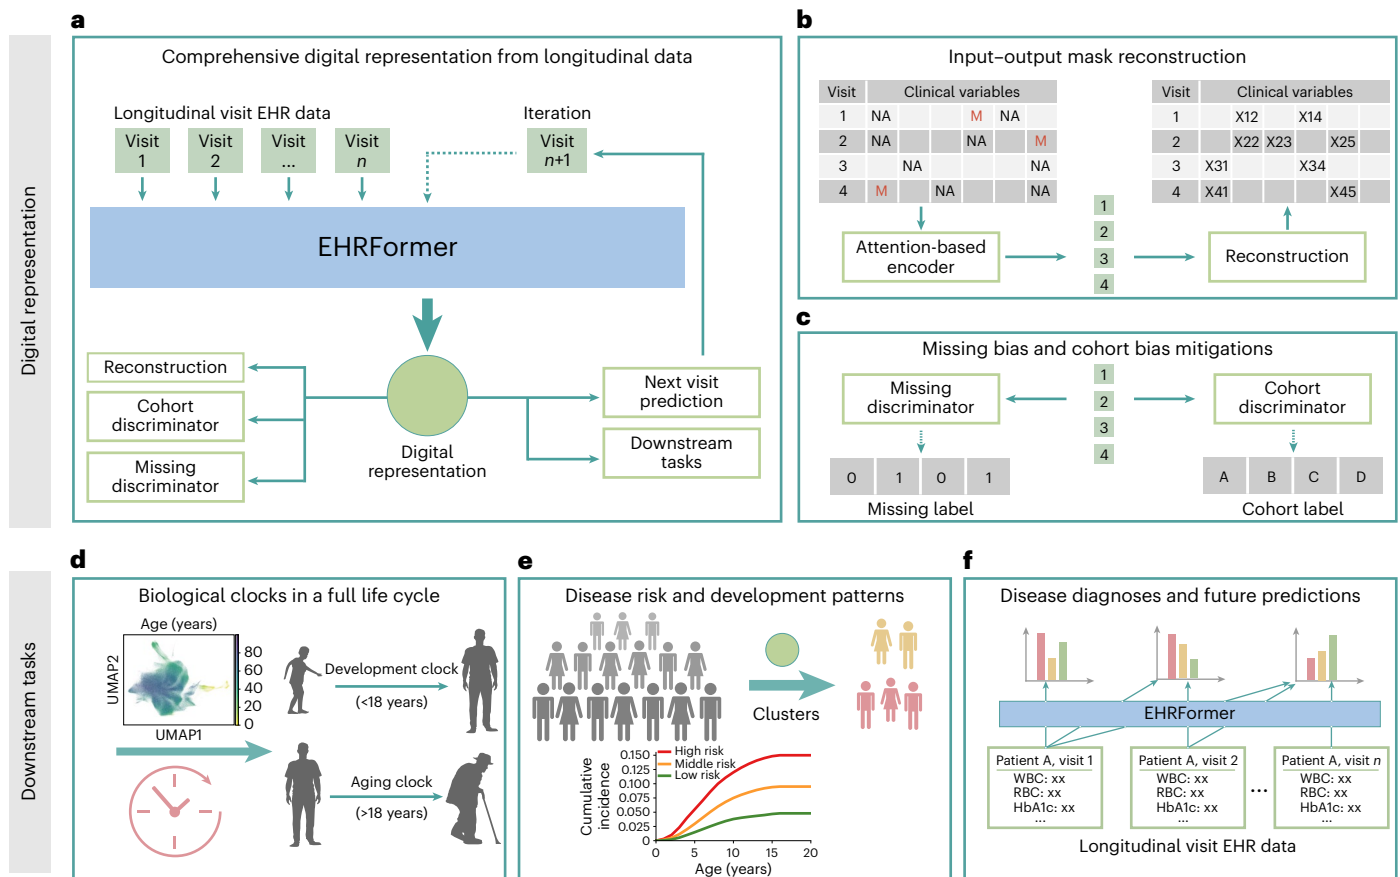 a
Comprehensive digital representation from longitudinal data
Longitudinal visit EHR data
Iteration
Visit
1
Visit
2
Visit
...
Visit
n
Visit
n+1
EHRFormer
Reconstruction
Cohort
discriminator
Missing
discriminator
Digital
representation
Next visit
prediction
Downstream
tasks
Digital representation
b
Input–output mask reconstruction
Visit Clinical variables
1 NA M NA
2 NA NA M
3 NA NA
4 M NA NA
Visit Clinical variables
1 X12 X14
2 X22 X23 X25
3 X31 X34
4 X41 X45
Attention-based
encoder
1
2
3
4
Reconstruction
c
Missing bias and cohort bias mitigations
Missing
discriminator
1
2
3
4
Cohort
discriminator
0 1 0 1
Missing label
A B C D
Cohort label
Downstream tasks
d
Biological clocks in a full life cycle
Age (years)
80
60
40
20
0
UMAP2
UMAP1
Development clock
(<18 years)
Aging clock
(>18 years)
e
Disease risk and development patterns
Clusters
Cumulative
incidence
0.150
0.125
0.100
0.075
0.050
0.025
0
High risk
Middle risk
Low risk
0 5 10 15 20
Age (years)
f
Disease diagnoses and future predictions
EHRFormer
Patient A, visit 1
WBC: xx
RBC: xx
HbA1c: xx
...
Patient A, visit 2
WBC: xx
RBC: xx
HbA1c: xx
...
...
Patient A, visit n
WBC: xx
RBC: xx
HbA1c: xx
...
Longitudinal visit EHR data